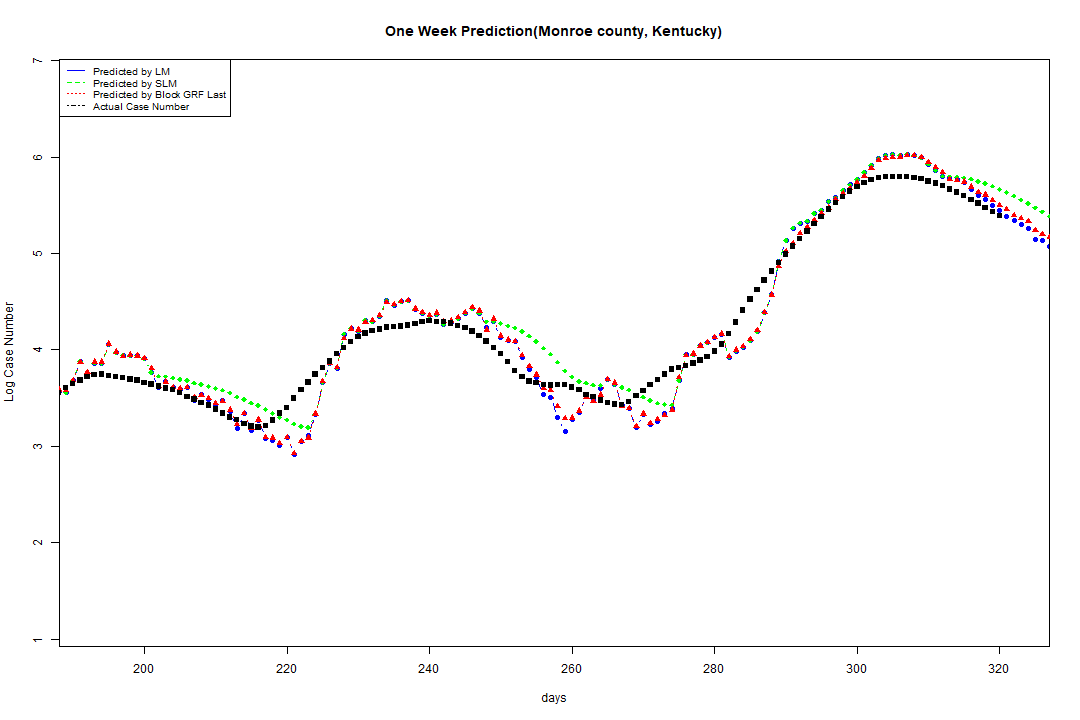 One Week Prediction(Monroe county, Kentucky)
Predicted by LM
Predicted by SLM
Predicted by Block GRF Last
Actual Case Number
7
6
5
4
3
2
1
Log Case Number
200 220 240 260 280 300 320
days